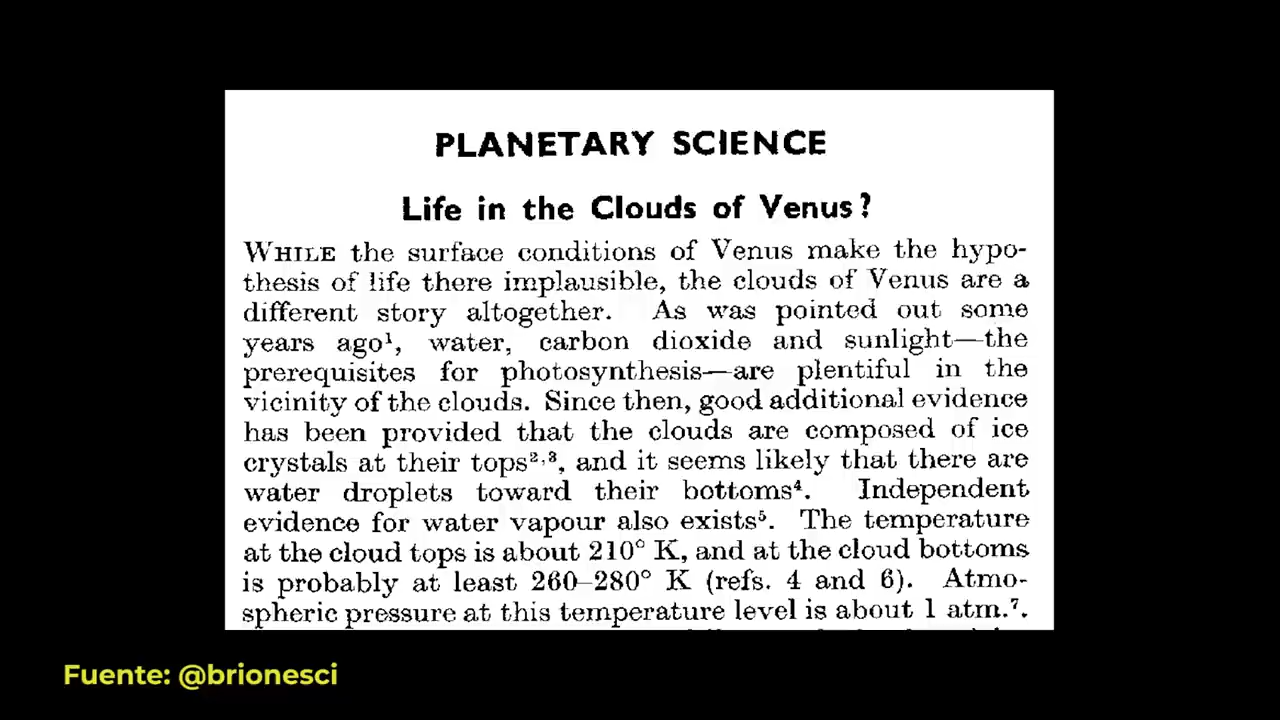 PLANETARY SCIENCE
Life in the Clouds of Venus?
WHILE the surface conditions of Venus make the hypo-
thesis of life there implausible, the clouds of Venus are a
different story altogether. As was pointed out some
years ago¹, water, carbon dioxide and sunlight—the
prerequisites for photosynthesis—are plentiful in the
vicinity of the clouds. Since then, good additional evidence
has been provided that the clouds are composed of ice
crystals at their tops²,³, and it seems likely that there are
water droplets toward their bottoms⁴. Independent
evidence for water vapour also exists⁵. The temperature
at the cloud tops is about 210° K, and at the cloud bottoms
is probably at least 260–280° K (refs. 4 and 6). Atmo-
spheric pressure at this temperature level is about 1 atm.⁷.
Fuente: @brionesci